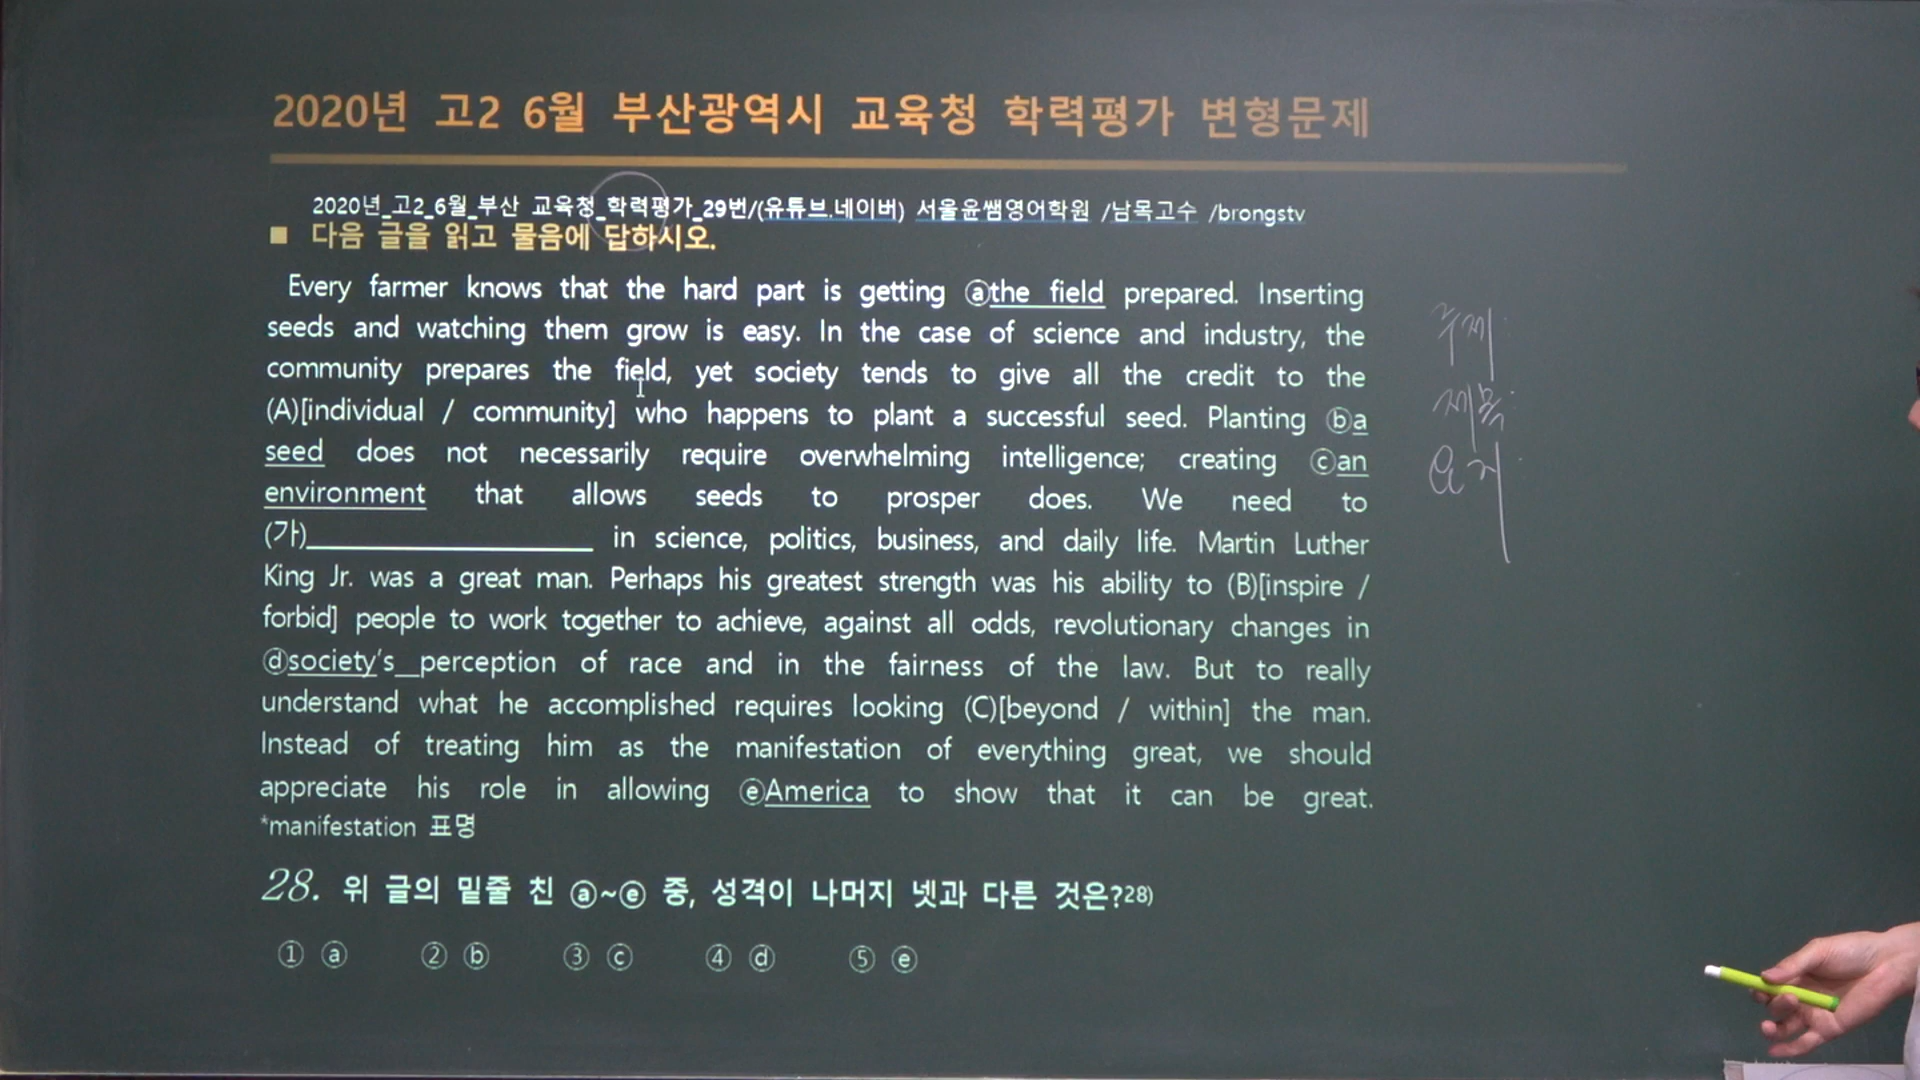 2020년 고2 6월 부산광역시 교육청 학력평가 변형문제
2020년_고2_6월_부산 교육청_학력평가_29번/(유튜브.네이버) 서울윤쌤영어학원 /남목고수 /brongstv
■ 다음 글을 읽고 물음에 답하시오.
Every farmer knows that the hard part is getting ⓐthe field prepared. Inserting
seeds and watching them grow is easy. In the case of science and industry, the
community prepares the field, yet society tends to give all the credit to the
(A)[individual / community] who happens to plant a successful seed. Planting ⓑa
seed does not necessarily require overwhelming intelligence; creating ⓒan
environment that allows seeds to prosper does. We need to
(가)____________________ in science, politics, business, and daily life. Martin Luther
King Jr. was a great man. Perhaps his greatest strength was his ability to (B)[inspire /
forbid] people to work together to achieve, against all odds, revolutionary changes in
ⓓsociety's_perception of race and in the fairness of the law. But to really
understand what he accomplished requires looking (C)[beyond / within] the man.
Instead of treating him as the manifestation of everything great, we should
appreciate his role in allowing ⓔAmerica to show that it can be great.
*manifestation 표명
28. 위 글의 밑줄 친 ⓐ~ⓔ 중, 성격이 나머지 넷과 다른 것은?28)
① ⓐ ② ⓑ ③ ⓒ ④ ⓓ ⑤ ⓔ
주제
제목
요지